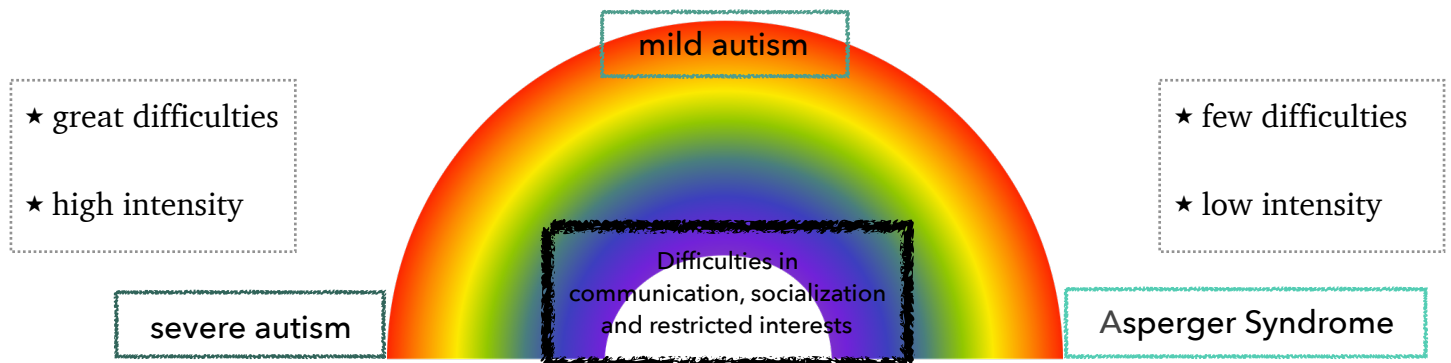 mild autism
★ great difficulties
★ high intensity
★ few difficulties
★ low intensity
Difficulties in
communication, socialization
and restricted interests
severe autism
Asperger Syndrome